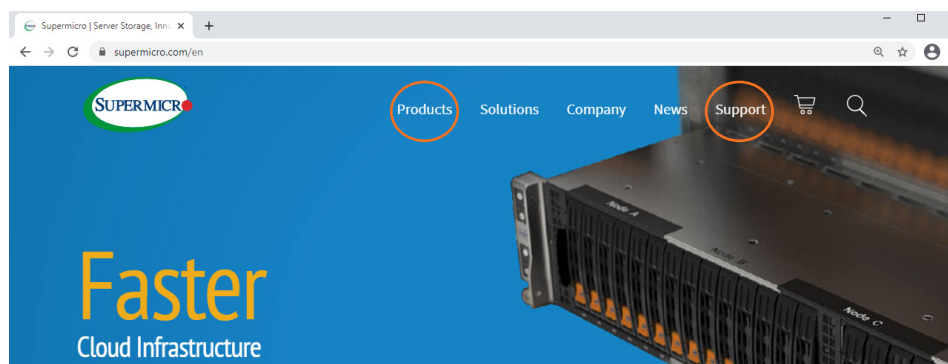 Supermicro | Server Storage, Inno
supermicro.com/en
SUPERMICR
Products Solutions Company News Support
Node A
Node B
Node C
Faster
Cloud Infrastructure